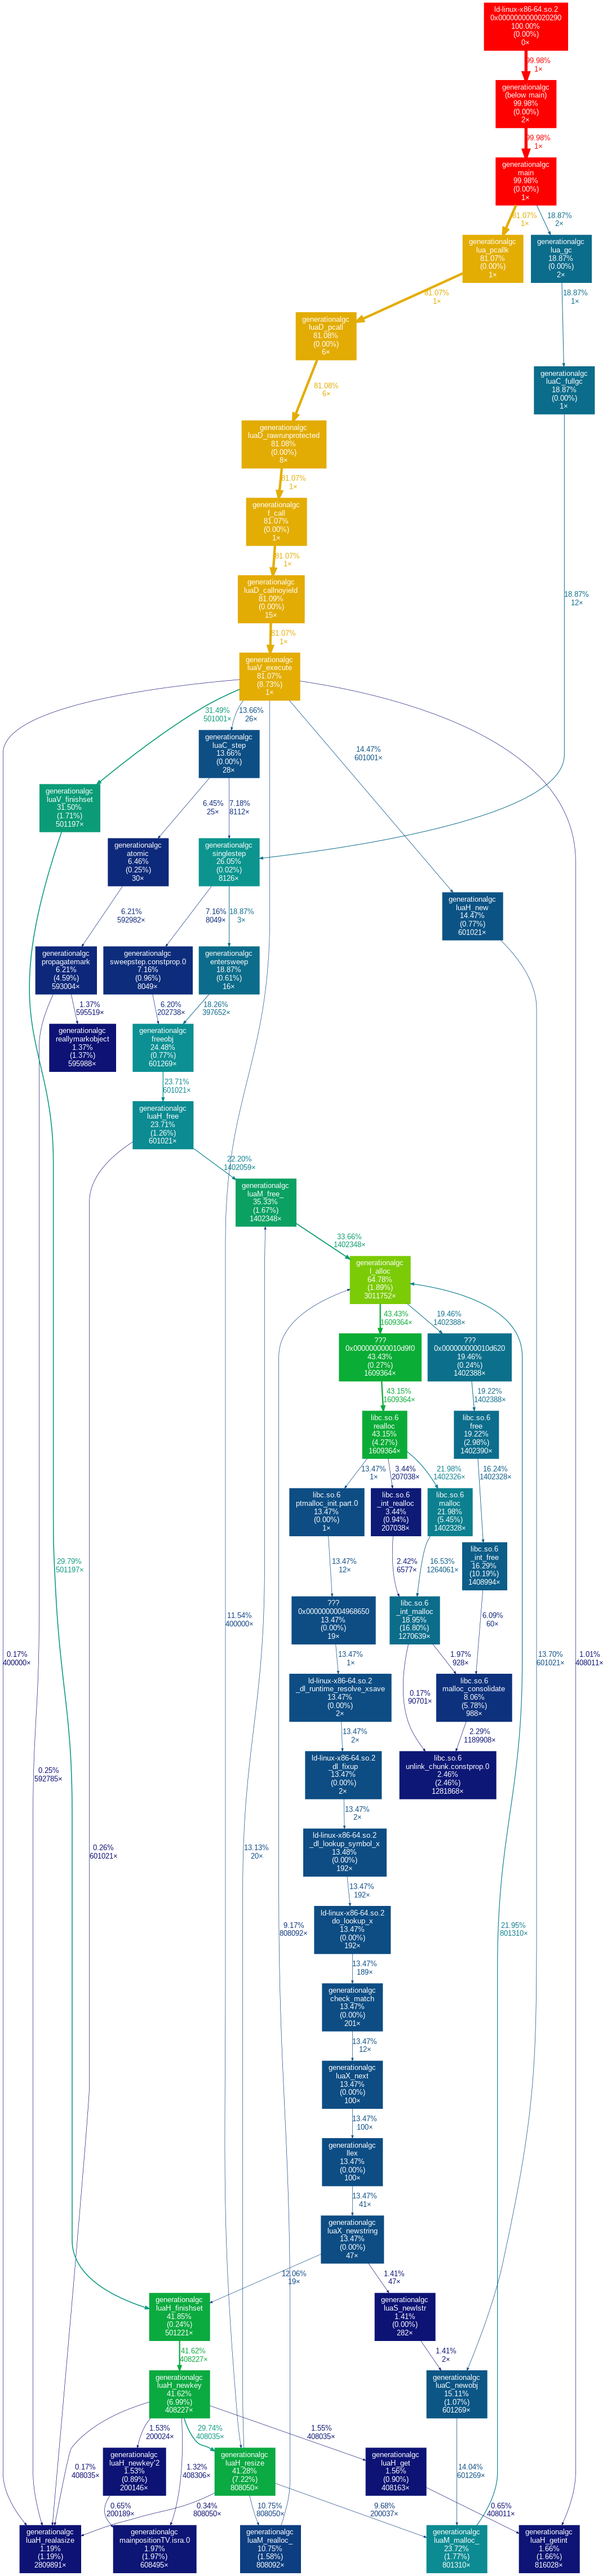 ld-linux-x86-64.so.2
0x0000000000020290
100.00%
(0.00%)
0×
99.98%
1×
generationalgc
(below main)
99.98%
(0.00%)
2×
99.98%
1×
generationalgc
main
99.98%
(0.00%)
1×
81.07%
1×
18.87%
2×
generationalgc
lua_pcallk
81.07%
(0.00%)
1×
generationalgc
lua_gc
18.87%
(0.00%)
2×
81.07%
1×
18.87%
1×
generationalgc
luaD_pcall
81.08%
(0.00%)
6×
generationalgc
luaC_fullgc
18.87%
(0.00%)
1×
81.08%
6×
generationalgc
luaD_rawrunprotected
81.08%
(0.00%)
8×
81.07%
1×
generationalgc
f_call
81.07%
(0.00%)
1×
81.07%
1×
generationalgc
luaD_callnoyield
81.09%
(0.00%)
15×
18.87%
12×
81.07%
1×
generationalgc
luaV_execute
81.07%
(8.73%)
1×
31.49%
501001×
13.66%
26×
14.47%
601001×
generationalgc
luaV_finishset
31.50%
(1.71%)
501197×
generationalgc
luaC_step
13.66%
(0.00%)
28×
6.45%
25×
7.18%
8112×
generationalgc
atomic
6.46%
(0.25%)
30×
generationalgc
singlestep
26.05%
(0.02%)
8126×
generationalgc
luaH_new
14.47%
(0.77%)
601021×
6.21%
592982×
7.16%
8049×
18.87%
3×
generationalgc
propagatemark
6.21%
(4.59%)
593004×
generationalgc
sweepstep.constprop.0
7.16%
(0.96%)
8049×
generationalgc
entersweep
18.87%
(0.61%)
16×
1.37%
595519×
6.20%
202738×
18.26%
397652×
generationalgc
reallymarkobject
1.37%
(1.37%)
595988×
generationalgc
freeobj
24.48%
(0.77%)
601269×
23.71%
601021×
generationalgc
luaH_free
23.71%
(1.26%)
601021×
22.20%
1402059×
generationalgc
luaM_free_
35.33%
(1.67%)
1402348×
33.66%
1402348×
generationalgc
l_alloc
64.78%
(1.89%)
3011752×
43.43%
1609364×
19.46%
1402388×
???
0x000000000010d9f0
43.43%
(0.27%)
1609364×
???
0x000000000010d620
19.46%
(0.24%)
1402388×
43.15%
1609364×
19.22%
1402388×
libc.so.6
realloc
43.15%
(4.27%)
1609364×
libc.so.6
free
19.22%
(2.98%)
1402390×
13.47%
1×
3.44%
207038×
21.98%
1402326×
16.24%
1402328×
libc.so.6
ptmalloc_init.part.0
13.47%
(0.00%)
1×
libc.so.6
_int_realloc
3.44%
(0.94%)
207038×
libc.so.6
malloc
21.98%
(5.45%)
1402328×
libc.so.6
_int_free
16.29%
(10.19%)
1408994×
13.47%
12×
2.42%
6577×
16.53%
1264061×
29.79%
501197×
???
0x0000000004968650
13.47%
(0.00%)
19×
libc.so.6
_int_malloc
18.95%
(16.80%)
1270639×
6.09%
60×
0.17%
400000×
11.54%
400000×
13.47%
1×
1.97%
928×
13.70%
601021×
1.01%
408011×
ld-linux-x86-64.so.2
_dl_runtime_resolve_xsave
13.47%
(0.00%)
2×
0.17%
90701×
libc.so.6
malloc_consolidate
8.06%
(5.78%)
988×
13.47%
2×
2.29%
1189908×
0.25%
592785×
ld-linux-x86-64.so.2
_dl_fixup
13.47%
(0.00%)
2×
libc.so.6
unlink_chunk.constprop.0
2.46%
(2.46%)
1281868×
13.47%
2×
0.26%
601021×
13.13%
20×
ld-linux-x86-64.so.2
_dl_lookup_symbol_x
13.48%
(0.00%)
192×
13.47%
192×
9.17%
808092×
ld-linux-x86-64.so.2
do_lookup_x
13.47%
(0.00%)
192×
21.95%
801310×
13.47%
189×
generationalgc
check_match
13.47%
(0.00%)
201×
13.47%
12×
generationalgc
luaX_next
13.47%
(0.00%)
100×
13.47%
100×
generationalgc
llex
13.47%
(0.00%)
100×
13.47%
41×
generationalgc
luaX_newstring
13.47%
(0.00%)
47×
12.06%
19×
1.41%
47×
generationalgc
luaH_finishset
41.85%
(0.24%)
501221×
generationalgc
luaS_newlstr
1.41%
(0.00%)
282×
41.62%
408227×
1.41%
2×
generationalgc
luaH_newkey
41.62%
(6.99%)
408227×
generationalgc
luaC_newobj
15.11%
(1.07%)
601269×
1.53%
200024×
29.74%
408035×
1.55%
408035×
0.17%
408035×
generationalgc
luaH_newkey'2
1.53%
(0.89%)
200146×
1.32%
408306×
generationalgc
luaH_resize
41.28%
(7.22%)
808050×
generationalgc
luaH_get
1.56%
(0.90%)
408163×
14.04%
601269×
0.65%
200189×
0.34%
808050×
10.75%
808050×
9.68%
200037×
0.65%
408011×
generationalgc
luaH_realasize
1.19%
(1.19%)
2809891×
generationalgc
mainpositionTV.isra.0
1.97%
(1.97%)
608495×
generationalgc
luaM_realloc_
10.75%
(1.58%)
808092×
generationalgc
luaM_malloc_
23.72%
(1.77%)
801310×
generationalgc
luaH_getint
1.66%
(1.66%)
816028×